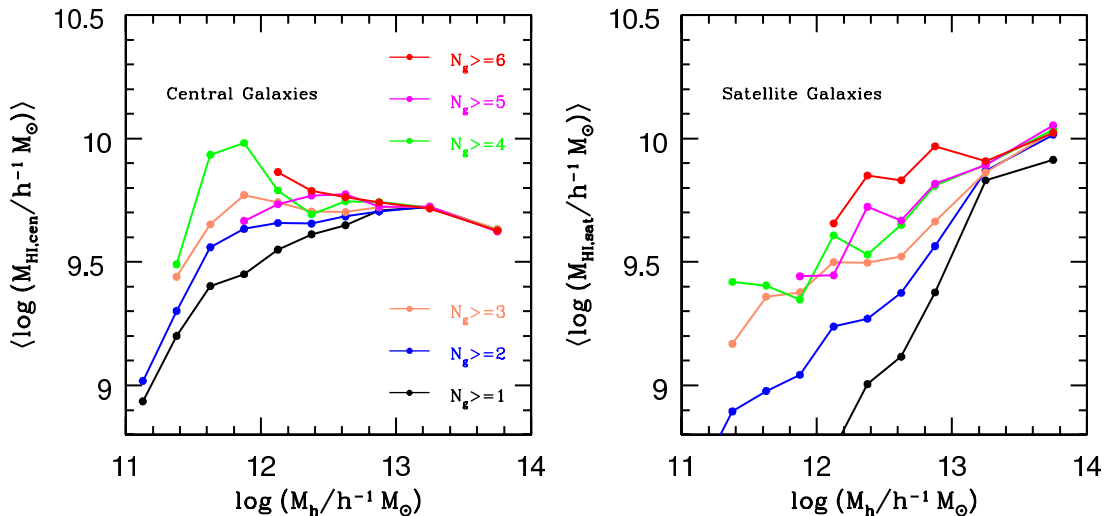 10.5
10
9.5
9
⟨log (M_HI,cen/h⁻¹ M_⊙)⟩
Central Galaxies
N_g>=6
N_g>=5
N_g>=4
N_g>=3
N_g>=2
N_g>=1
11 12 13 14
log (M_h/h⁻¹ M_⊙)
10.5
10
9.5
9
⟨log (M_HI,sat/h⁻¹ M_⊙)⟩
Satellite Galaxies
11 12 13 14
log (M_h/h⁻¹ M_⊙)